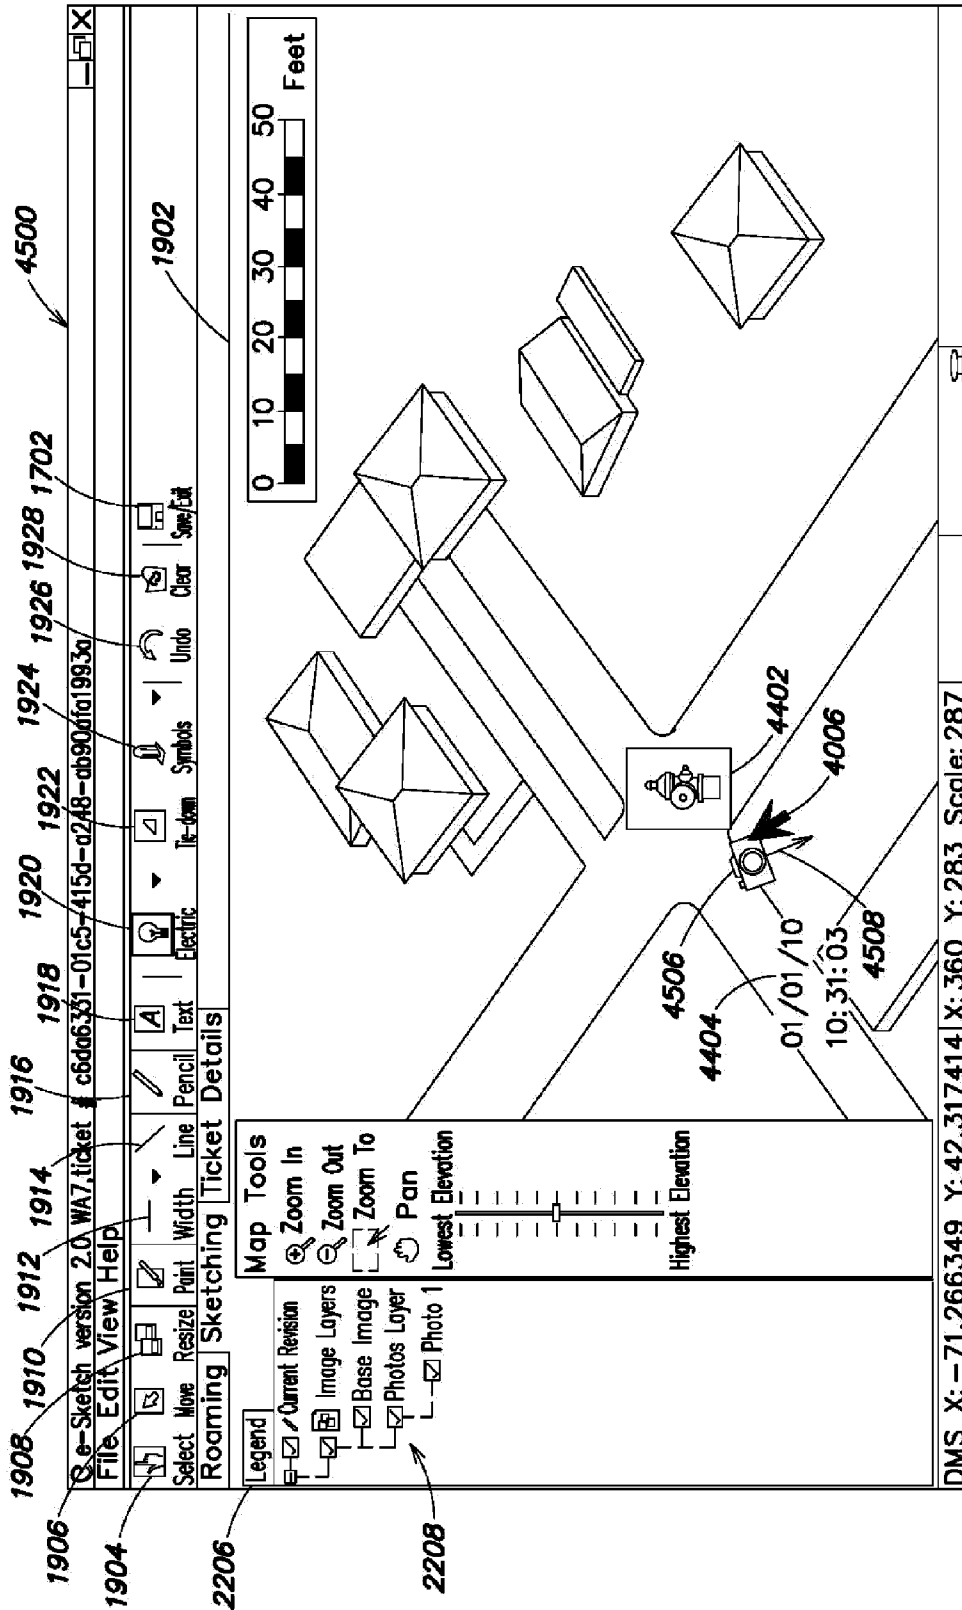 4500
e-Sketch version 2.0 WA7,ticket # c6da6331-01c5-415d-a248-ab90afa1993a
File Edit View Help
1904
1906
1908
1910
1912
1914
1916
1918
1920
1922
1924
1926
1928
1702
1902
Select Move Resize Paint Width Line Pencil Text Electric Tie-down Symbols Undo Clear Save/Exit
Roaming Sketching Ticket Details
2206
Legend
Current Revision
Image Layers
Base Image
Photos Layer
Photo 1
2208
Map Tools
Zoom In
Zoom Out
Zoom To
Pan
Lowest Elevation
Highest Elevation
0 10 20 30 40 50
Feet
4402
4006
4506
4404
01/01/10
10:31:03
4508
DMS X: -71.266349 Y: 42.317414 X: 360 Y: 283 Scale: 287